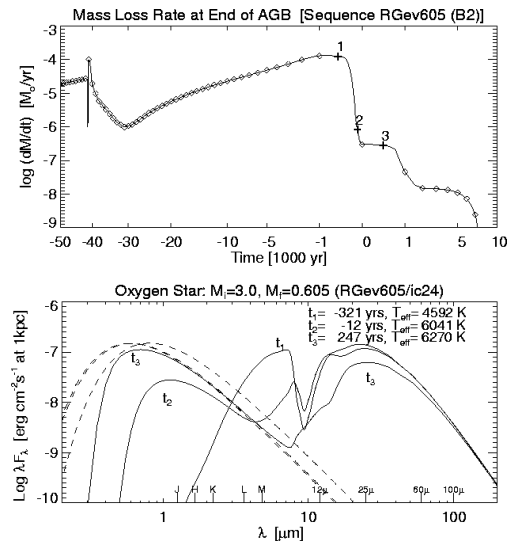 Mass Loss Rate at End of AGB [Sequence RGev605 (B2)]
log (dM/dt) [M₀/yr]
-3
-4
-5
-6
-7
-8
-9
1
2
3
-50 -40 -30 -20 -10 -1 0 1 5 10
Time [1000 yr]
Oxygen Star: Mᵢ=3.0, Mᵢ=0.605 (RGev605/ic24)
Log λFλ [erg cm⁻²s⁻¹ at 1kpc]
-6
-7
-8
-9
-10
t₁= -321 yrs, Teff= 4592 K
t₂= -12 yrs, Teff= 6041 K
t₃= 247 yrs, Teff= 6270 K
t₁
t₃
t₂
t₃
J H K L M 12μ 25μ 60μ 100μ
1 10 100
λ [μm]